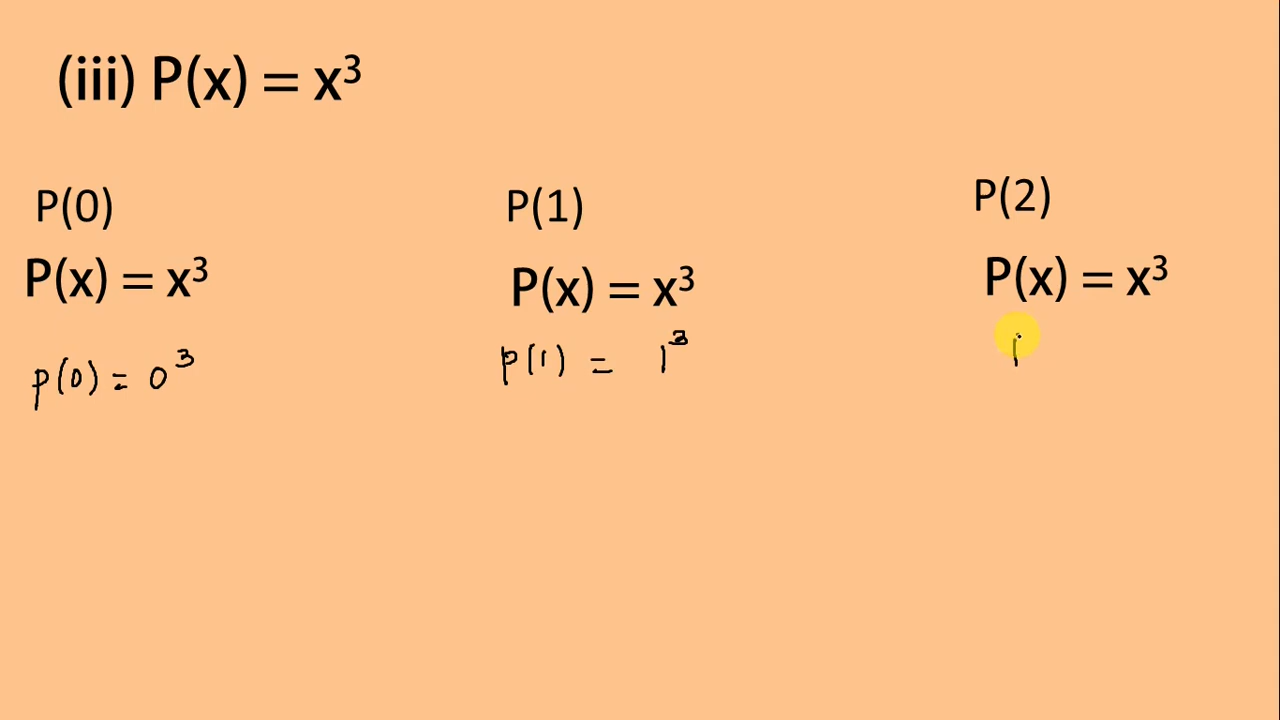 (iii) P(x) = x³
P(0)
P(x) = x³
p(0) = 0³
P(1)
P(x) = x³
p(1) = 1³
P(2)
P(x) = x³